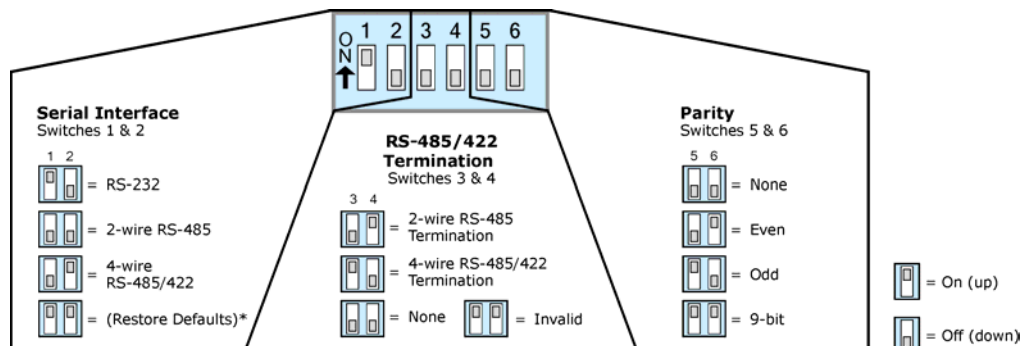 ON
1 2 3 4 5 6
Serial Interface
Switches 1 & 2
1 2
= RS-232
= 2-wire RS-485
= 4-wire
RS-485/422
= (Restore Defaults)*
RS-485/422
Termination
Switches 3 & 4
3 4
= 2-wire RS-485
Termination
= 4-wire RS-485/422
Termination
= None
= Invalid
Parity
Switches 5 & 6
5 6
= None
= Even
= Odd
= 9-bit
= On (up)
= Off (down)